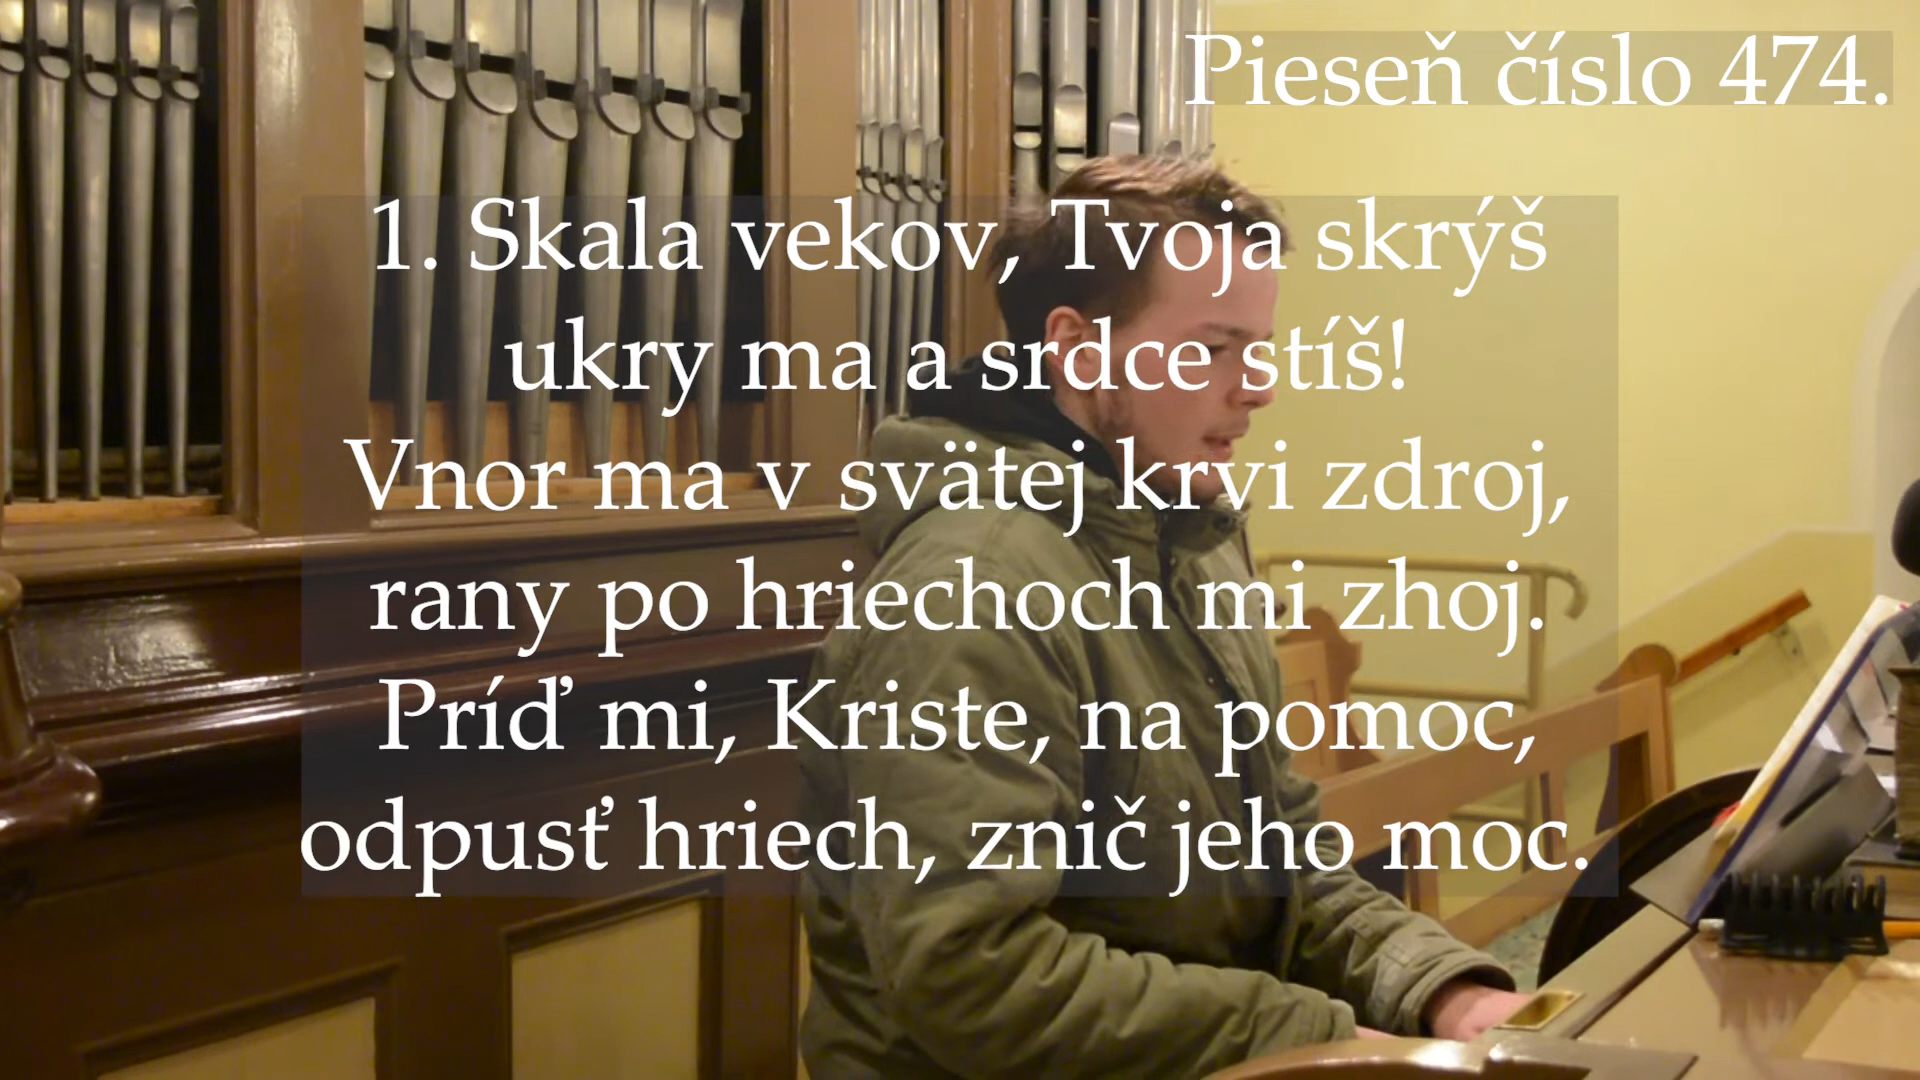 Pieseň číslo 474.
1. Skala vekov, Tvoja skrýš
ukry ma a srdce stíš!
Vnor ma v svätej krvi zdroj,
rany po hriechoch mi zhoj.
Príď mi, Kriste, na pomoc,
odpusť hriech, znič jeho moc.